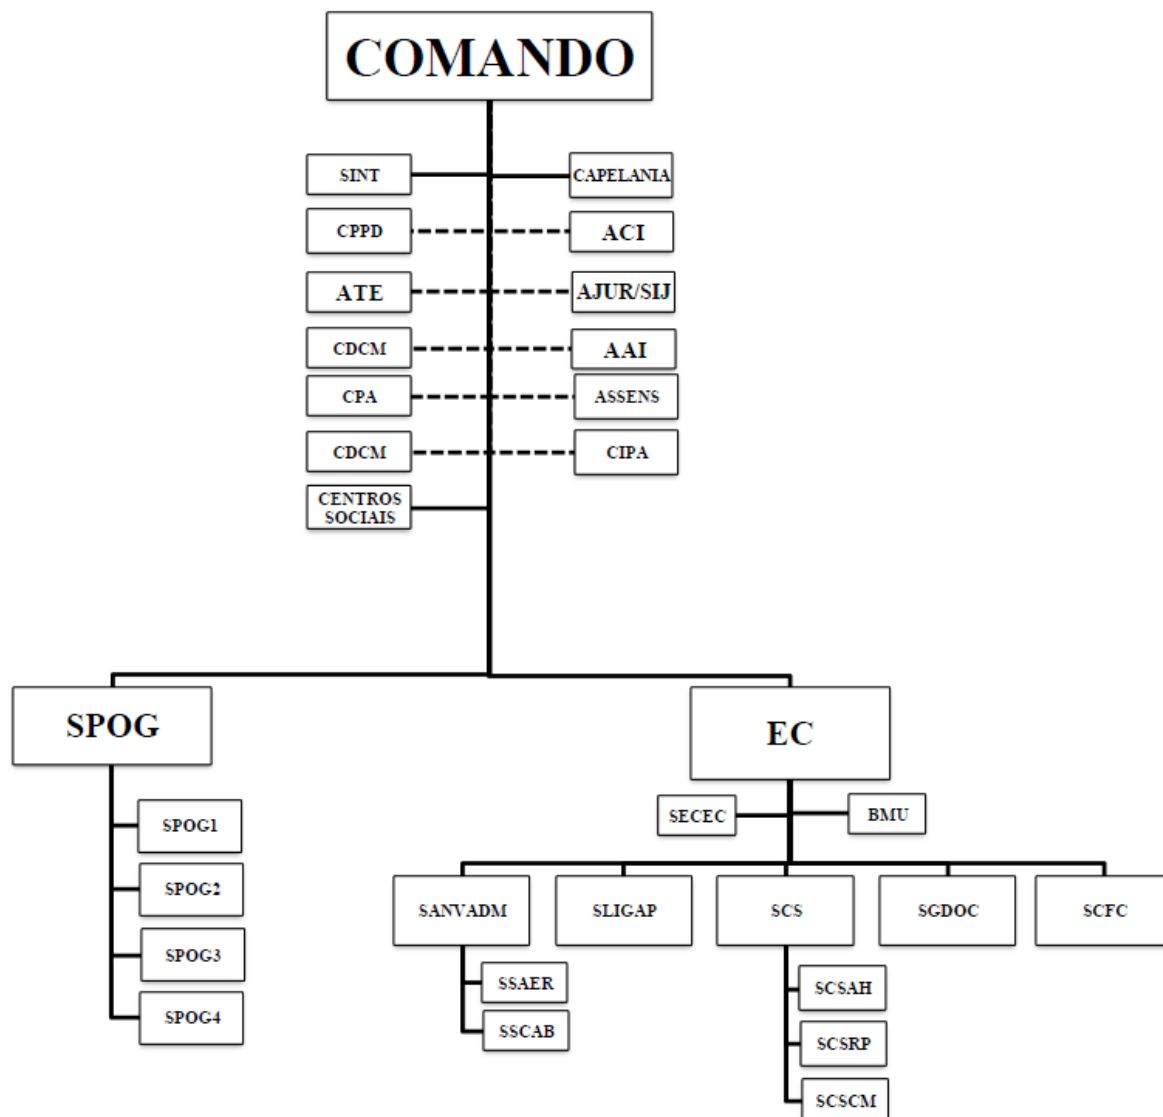 COMANDO
SINT
CAPELANIA
CPPD
ACI
ATE
AJUR/SIJ
CDCM
AAI
CPA
ASSENS
CDCM
CIPA
CENTROS
SOCIAIS
SPOG
EC
SECEC
BMU
SPOG1
SPOG2
SPOG3
SPOG4
SANVADM
SLIGAP
SCS
SGDOC
SCFC
SSAER
SSCAB
SCSAH
SCSRP
SCSCM